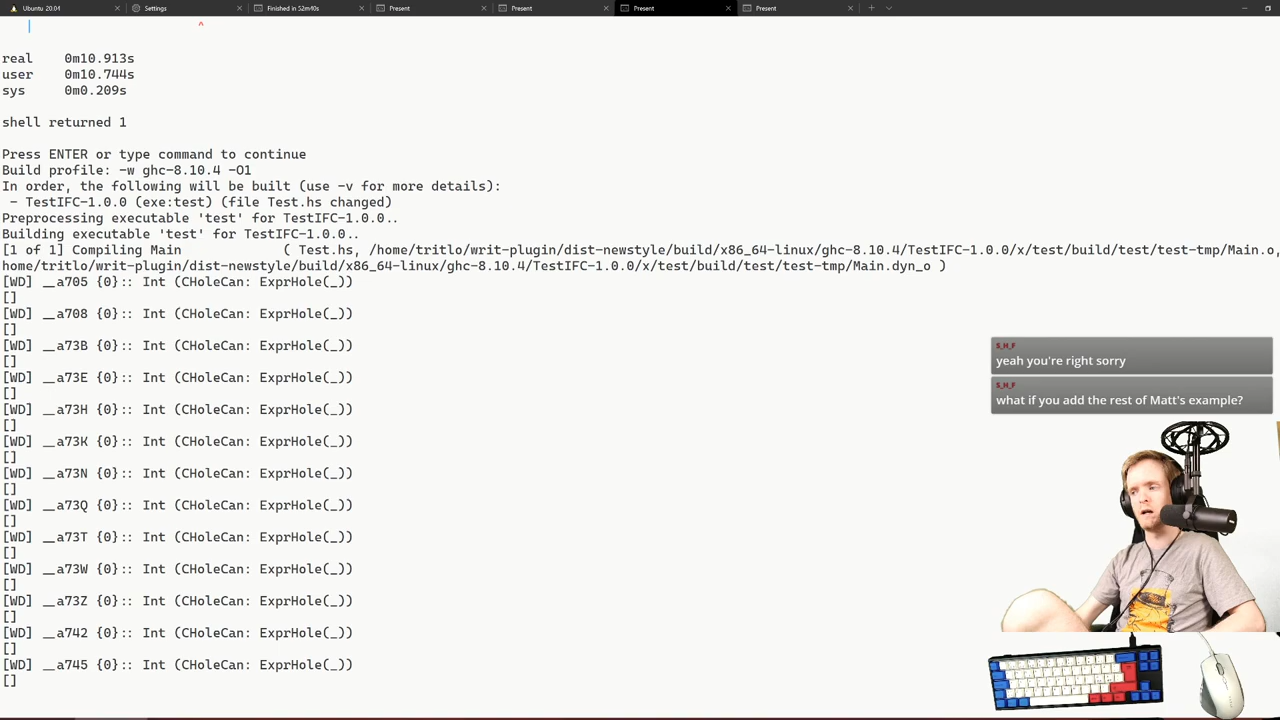 Ubuntu 20.04
Settings
Finished in 52m40s
Present
Present
Present
Present
^
real    0m10.913s
user    0m10.744s
sys     0m0.209s
shell returned 1
Press ENTER or type command to continue
Build profile: -w ghc-8.10.4 -O1
In order, the following will be built (use -v for more details):
 - TestIFC-1.0.0 (exe:test) (file Test.hs changed)
Preprocessing executable 'test' for TestIFC-1.0.0..
Building executable 'test' for TestIFC-1.0.0..
[1 of 1] Compiling Main             ( Test.hs, /home/tritlo/writ-plugin/dist-newstyle/build/x86_64-linux/ghc-8.10.4/TestIFC-1.0.0/x/test/build/test/test-tmp/Main.o,
home/tritlo/writ-plugin/dist-newstyle/build/x86_64-linux/ghc-8.10.4/TestIFC-1.0.0/x/test/build/test/test-tmp/Main.dyn_o )
[WD] __a705 {0}:: Int (CHoleCan: ExprHole(_))
[]
[WD] __a708 {0}:: Int (CHoleCan: ExprHole(_))
[]
[WD] __a73B {0}:: Int (CHoleCan: ExprHole(_))
[]
[WD] __a73E {0}:: Int (CHoleCan: ExprHole(_))
[]
[WD] __a73H {0}:: Int (CHoleCan: ExprHole(_))
[]
[WD] __a73K {0}:: Int (CHoleCan: ExprHole(_))
[]
[WD] __a73N {0}:: Int (CHoleCan: ExprHole(_))
[]
[WD] __a73Q {0}:: Int (CHoleCan: ExprHole(_))
[]
[WD] __a73T {0}:: Int (CHoleCan: ExprHole(_))
[]
[WD] __a73W {0}:: Int (CHoleCan: ExprHole(_))
[]
[WD] __a73Z {0}:: Int (CHoleCan: ExprHole(_))
[]
[WD] __a742 {0}:: Int (CHoleCan: ExprHole(_))
[]
[WD] __a745 {0}:: Int (CHoleCan: ExprHole(_))
[]
S_H_F
yeah you're right sorry
S_H_F
what if you add the rest of Matt's example?